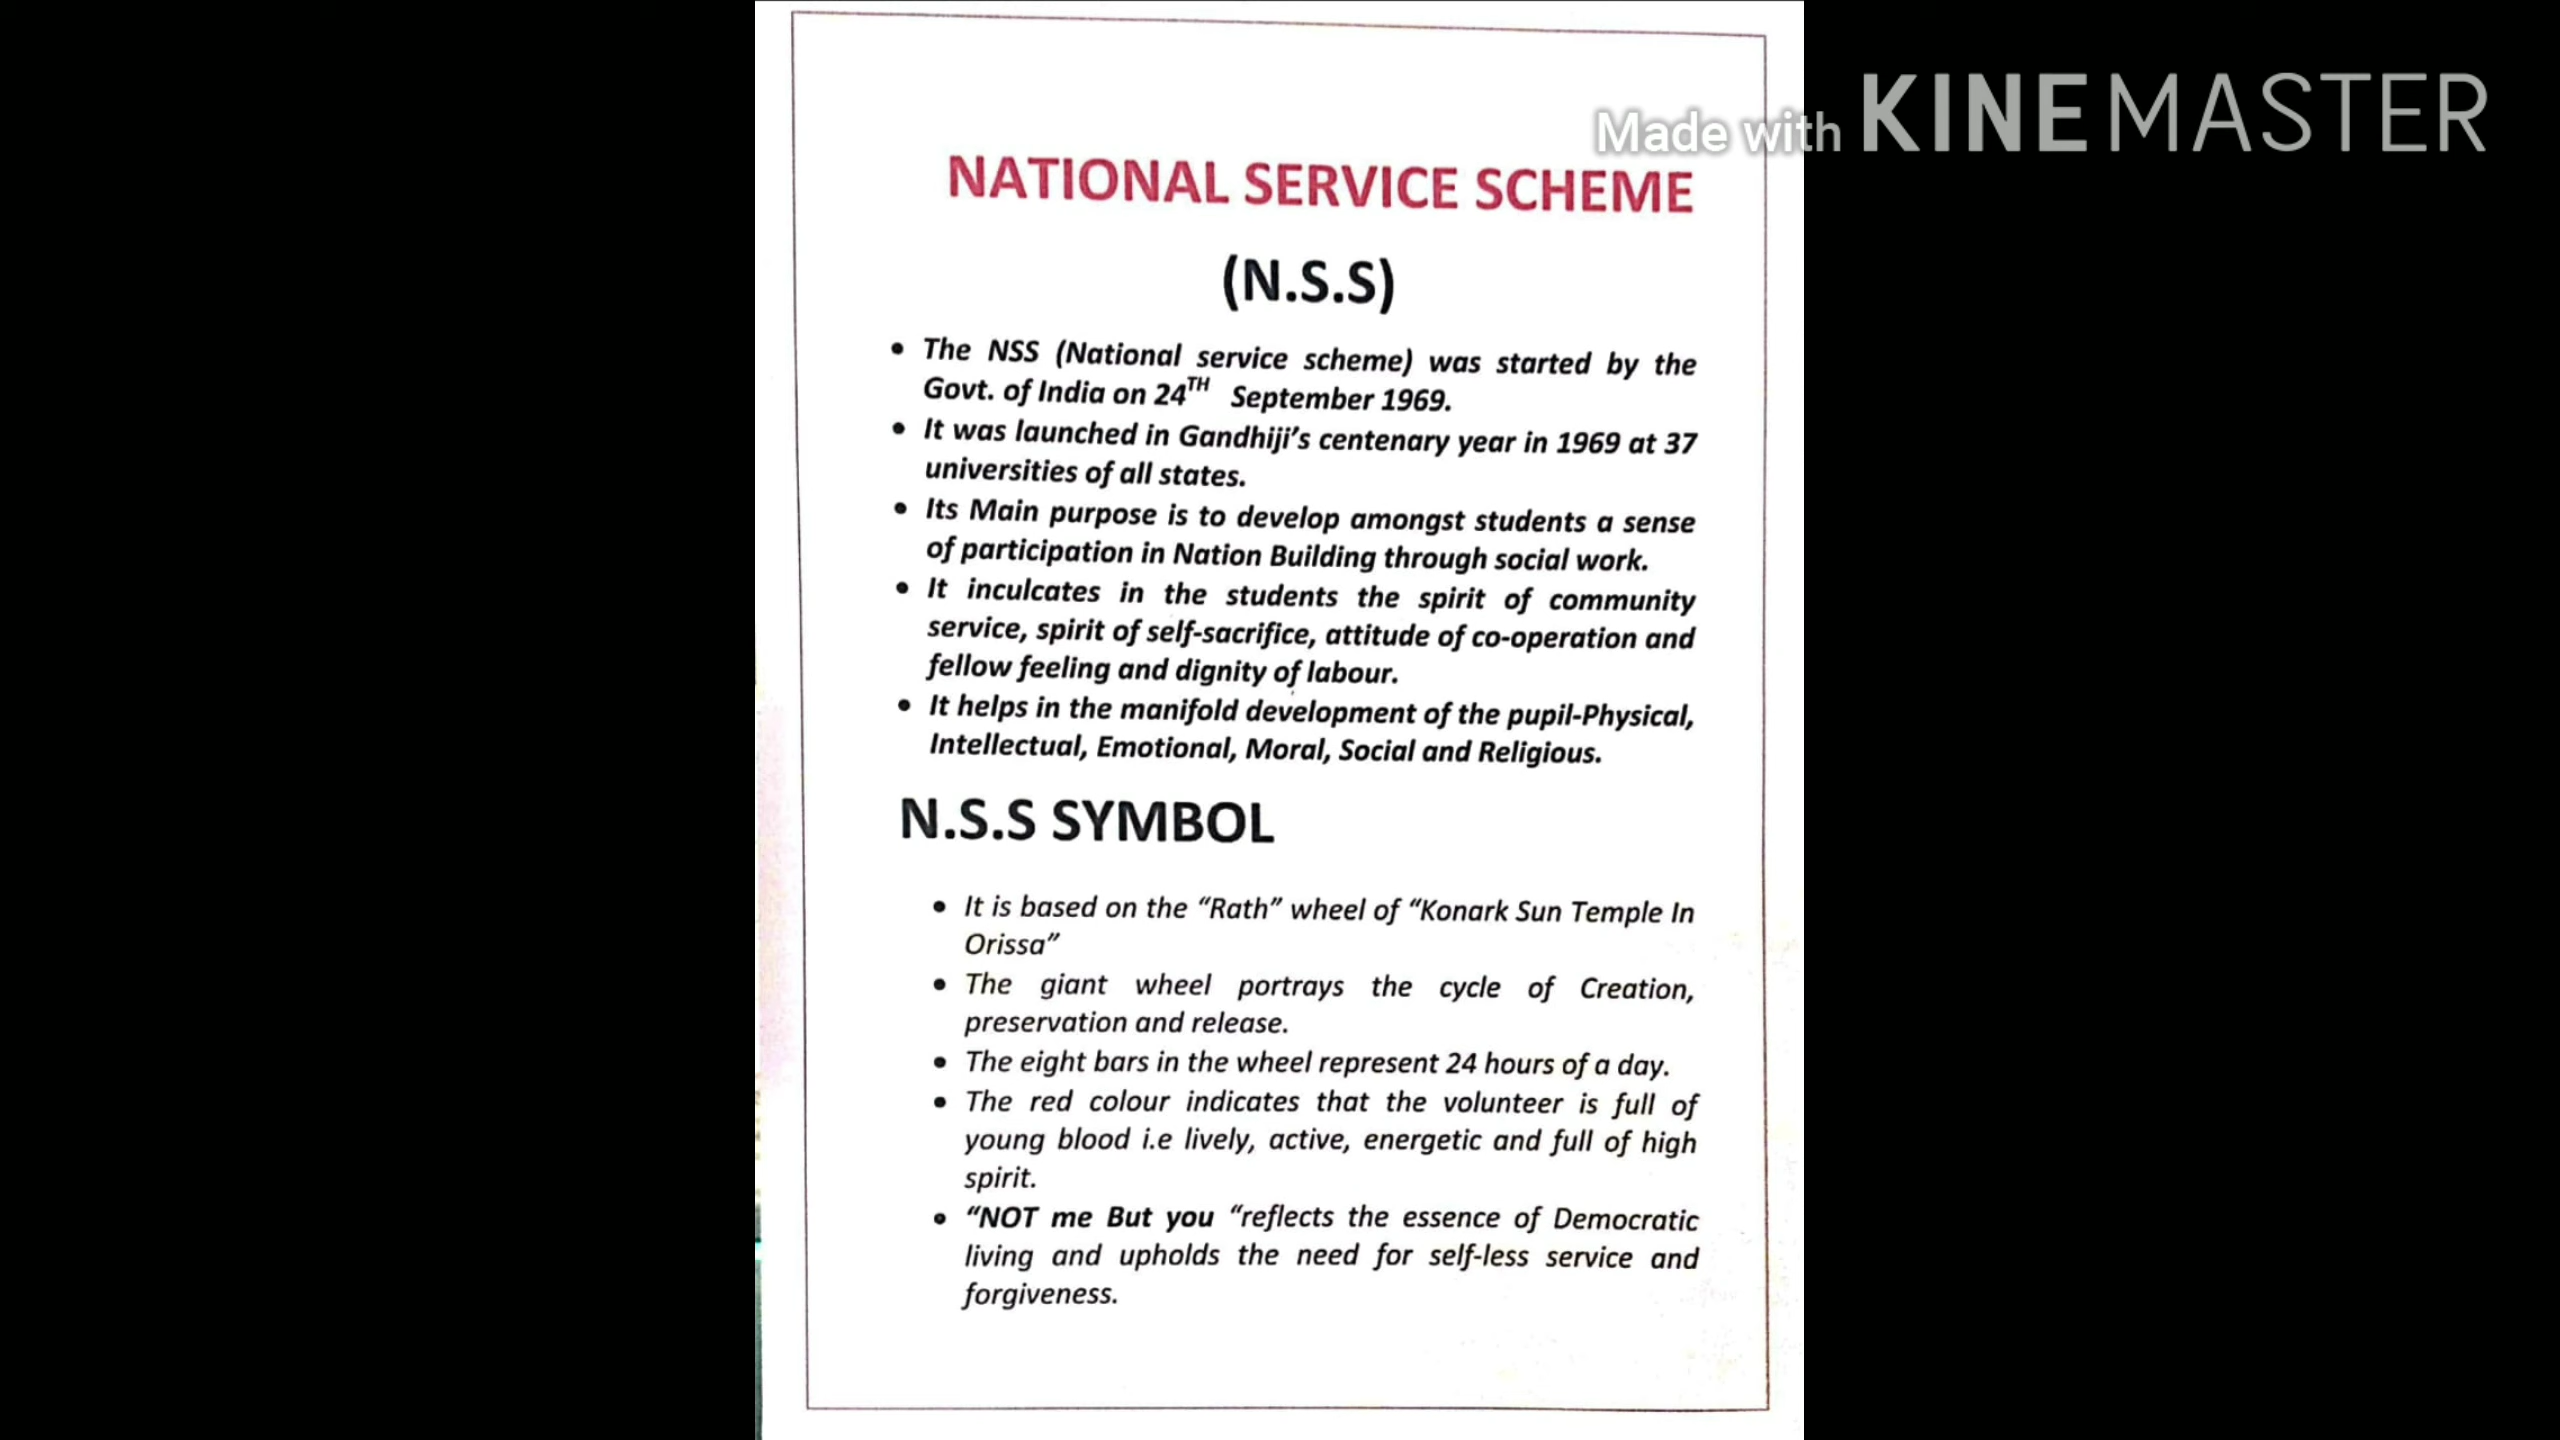 Made with KINEMASTER
NATIONAL SERVICE SCHEME
(N.S.S)
• The NSS (National service scheme) was started by the
Govt. of India on 24TH September 1969.
• It was launched in Gandhiji’s centenary year in 1969 at 37
universities of all states.
• Its Main purpose is to develop amongst students a sense
of participation in Nation Building through social work.
• It inculcates in the students the spirit of community
service, spirit of self-sacrifice, attitude of co-operation and
fellow feeling and dignity of labour.
• It helps in the manifold development of the pupil-Physical,
Intellectual, Emotional, Moral, Social and Religious.
N.S.S SYMBOL
• It is based on the “Rath” wheel of “Konark Sun Temple In
Orissa”
• The giant wheel portrays the cycle of Creation,
preservation and release.
• The eight bars in the wheel represent 24 hours of a day.
• The red colour indicates that the volunteer is full of
young blood i.e lively, active, energetic and full of high
spirit.
• “NOT me But you “reflects the essence of Democratic
living and upholds the need for self-less service and
forgiveness.